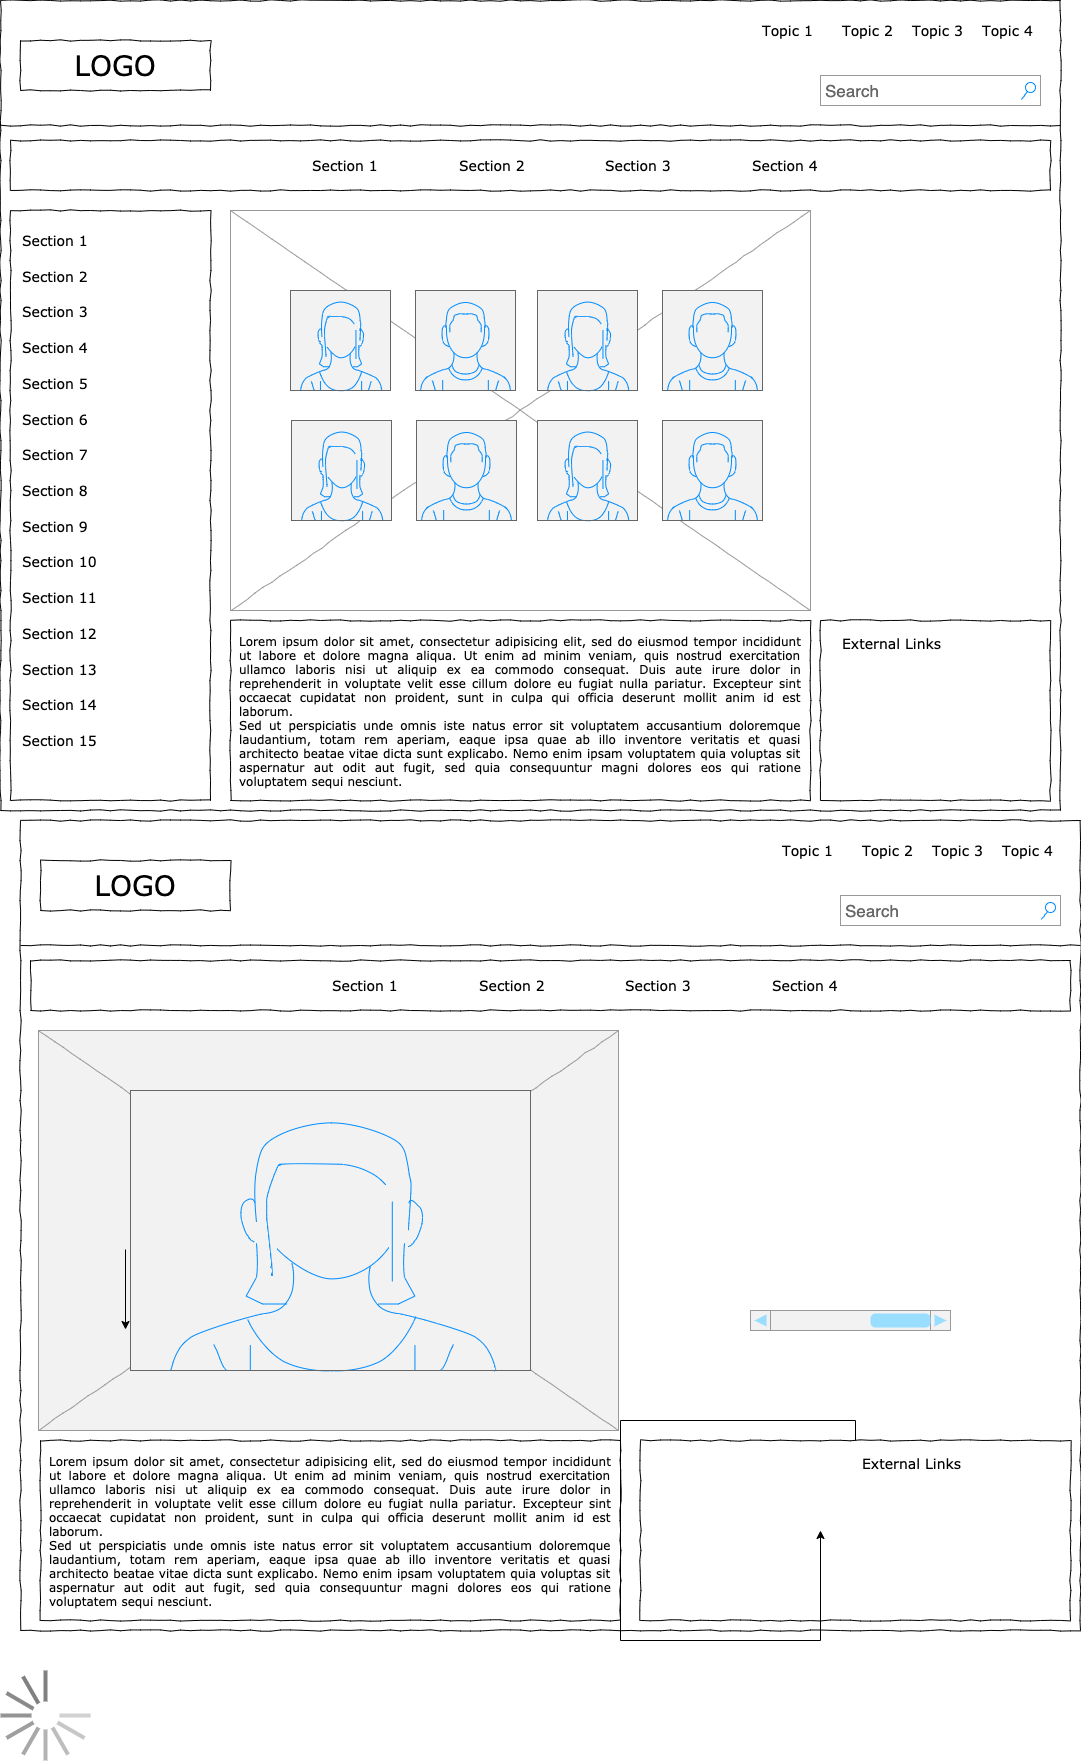 Topic 1 Topic 2 Topic 3 Topic 4
LOGO
Search
Section 1 Section 2 Section 3 Section 4
Section 1
Section 2
Section 3
Section 4
Section 5
Section 6
Section 7
Section 8
Section 9
Section 10
Section 11
Section 12
Section 13
Section 14
Section 15
Lorem ipsum dolor sit amet, consectetur adipisicing elit, sed do eiusmod tempor incididunt
ut labore et dolore magna aliqua. Ut enim ad minim veniam, quis nostrud exercitation
ullamco laboris nisi ut aliquip ex ea commodo consequat. Duis aute irure dolor in
reprehenderit in voluptate velit esse cillum dolore eu fugiat nulla pariatur. Excepteur sint
occaecat cupidatat non proident, sunt in culpa qui officia deserunt mollit anim id est
laborum.
Sed ut perspiciatis unde omnis iste natus error sit voluptatem accusantium doloremque
laudantium, totam rem aperiam, eaque ipsa quae ab illo inventore veritatis et quasi
architecto beatae vitae dicta sunt explicabo. Nemo enim ipsam voluptatem quia voluptas sit
aspernatur aut odit aut fugit, sed quia consequuntur magni dolores eos qui ratione
voluptatem sequi nesciunt.
External Links
Topic 1 Topic 2 Topic 3 Topic 4
LOGO
Search
Section 1 Section 2 Section 3 Section 4
Lorem ipsum dolor sit amet, consectetur adipisicing elit, sed do eiusmod tempor incididunt
ut labore et dolore magna aliqua. Ut enim ad minim veniam, quis nostrud exercitation
ullamco laboris nisi ut aliquip ex ea commodo consequat. Duis aute irure dolor in
reprehenderit in voluptate velit esse cillum dolore eu fugiat nulla pariatur. Excepteur sint
occaecat cupidatat non proident, sunt in culpa qui officia deserunt mollit anim id est
laborum.
Sed ut perspiciatis unde omnis iste natus error sit voluptatem accusantium doloremque
laudantium, totam rem aperiam, eaque ipsa quae ab illo inventore veritatis et quasi
architecto beatae vitae dicta sunt explicabo. Nemo enim ipsam voluptatem quia voluptas sit
aspernatur aut odit aut fugit, sed quia consequuntur magni dolores eos qui ratione
voluptatem sequi nesciunt.
External Links